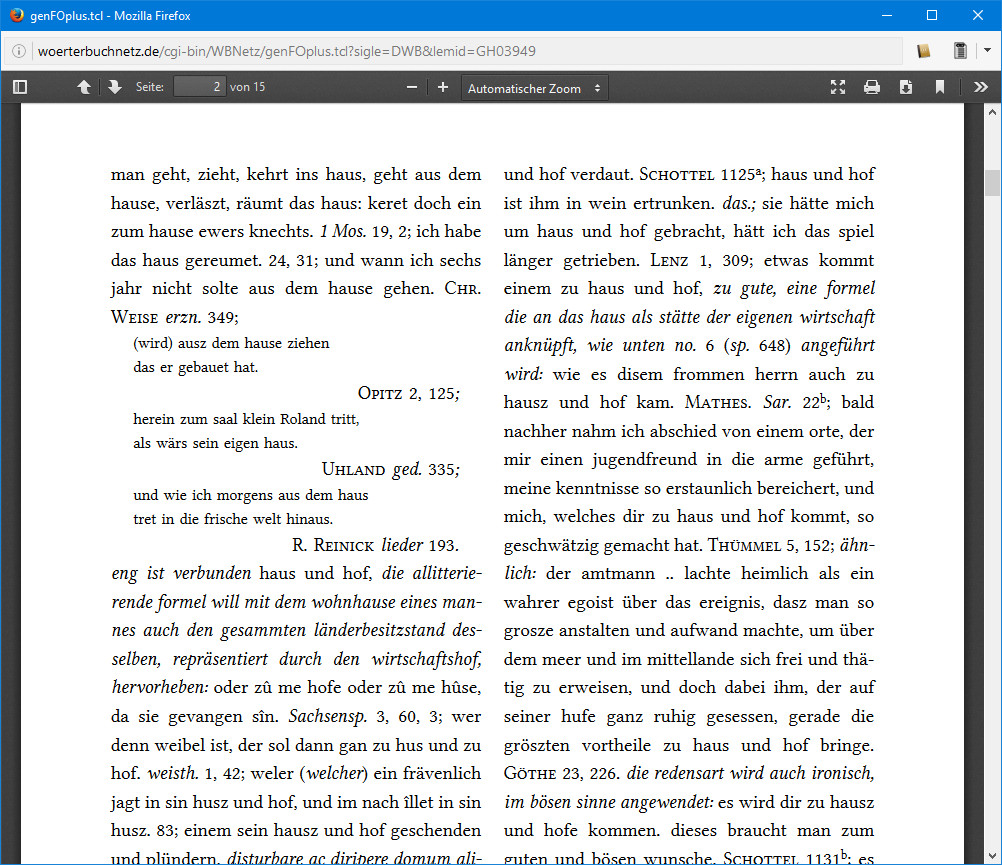 genFOplus.tcl - Mozilla Firefox
woerterbuchnetz.de/cgi-bin/WBNetz/genFOplus.tcl?sigle=DWB&lemid=GH03949
Seite: 2 von 15
Automatischer Zoom
man geht, zieht, kehrt ins haus, geht aus dem
hause, verläszt, räumt das haus: keret doch ein
zum hause ewers knechts. 1 Mos. 19, 2; ich habe
das haus gereumet. 24, 31; und wann ich sechs
jahr nicht solte aus dem hause gehen. CHR.
WEISE erzn. 349;
(wird) ausz dem hause ziehen
das er gebauet hat.
OPITZ 2, 125;
herein zum saal klein Roland tritt,
als wärs sein eigen haus.
UHLAND ged. 335;
und wie ich morgens aus dem haus
tret in die frische welt hinaus.
R. REINICK lieder 193.
eng ist verbunden haus und hof, die allitterie-
rende formel will mit dem wohnhause eines man-
nes auch den gesammten länderbesitzstand des-
selben, repräsentiert durch den wirtschaftshof,
hervorheben: oder zû me hofe oder zû me hûse,
da sie gevangen sîn. Sachsensp. 3, 60, 3; wer
denn weibel ist, der sol dann gan zu hus und zu
hof. weisth. 1, 42; weler (welcher) ein frävenlich
jagt in sin husz und hof, und im nach îllet in sin
husz. 83; einem sein hausz und hof geschenden
und plündern, disturbare ac diripere domum ali-
und hof verdaut. SCHOTTEL 1125ᵃ; haus und hof
ist ihm in wein ertrunken. das.; sie hätte mich
um haus und hof gebracht, hätt ich das spiel
länger getrieben. LENZ 1, 309; etwas kommt
einem zu haus und hof, zu gute, eine formel
die an das haus als stätte der eigenen wirtschaft
anknüpft, wie unten no. 6 (sp. 648) angeführt
wird: wie es disem frommen herrn auch zu
hausz und hof kam. MATHES. Sar. 22ᵇ; bald
nachher nahm ich abschied von einem orte, der
mir einen jugendfreund in die arme geführt,
meine kenntnisse so erstaunlich bereichert, und
mich, welches dir zu haus und hof kommt, so
geschwätzig gemacht hat. THÜMMEL 5, 152; ähn-
lich: der amtmann .. lachte heimlich als ein
wahrer egoist über das ereignis, dasz man so
grosze anstalten und aufwand machte, um über
dem meer und im mittellande sich frei und thä-
tig zu erweisen, und doch dabei ihm, der auf
seiner hufe ganz ruhig gesessen, gerade die
gröszten vortheile zu haus und hof bringe.
GÖTHE 23, 226. die redensart wird auch ironisch,
im bösen sinne angewendet: es wird dir zu hausz
und hofe kommen. dieses braucht man zum
guten und bösen wunsche. SCHOTTEL 1131ᵇ; es